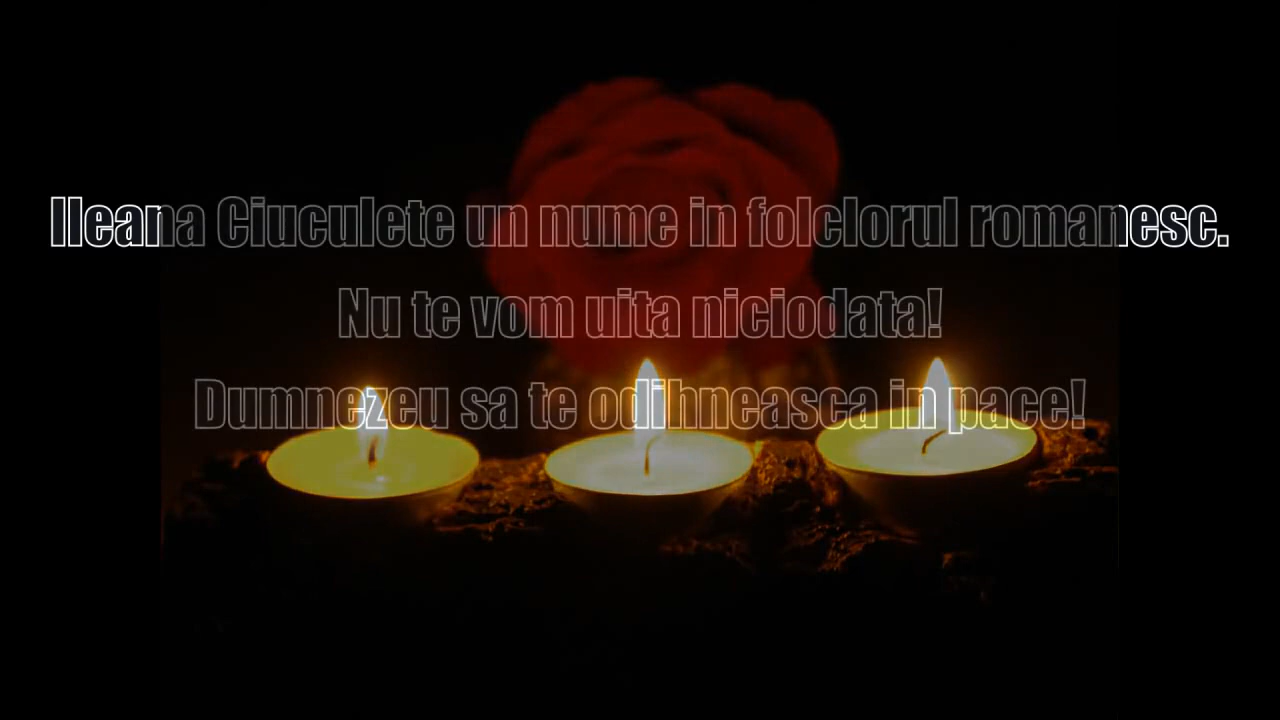 Ileana Ciuculete un nume in folclorul romanesc.
Nu te vom uita niciodata!
Dumnezeu sa te odihneasca in pace!